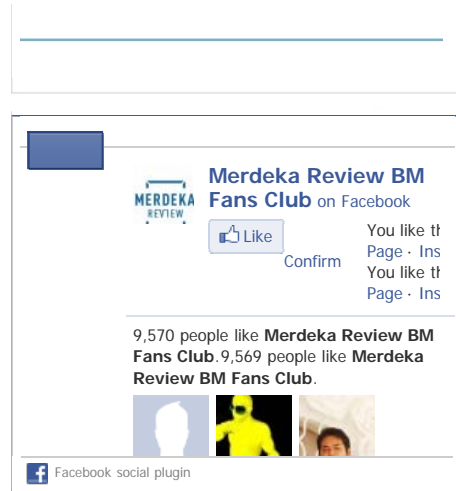 MERDEKA
REVIEW
Merdeka Review BM
Fans Club on Facebook
Like
Confirm
You like
Page · Ins
You like
Page · Ins
9,570 people like Merdeka Review BM
Fans Club.9,569 people like Merdeka
Review BM Fans Club.
Facebook social plugin